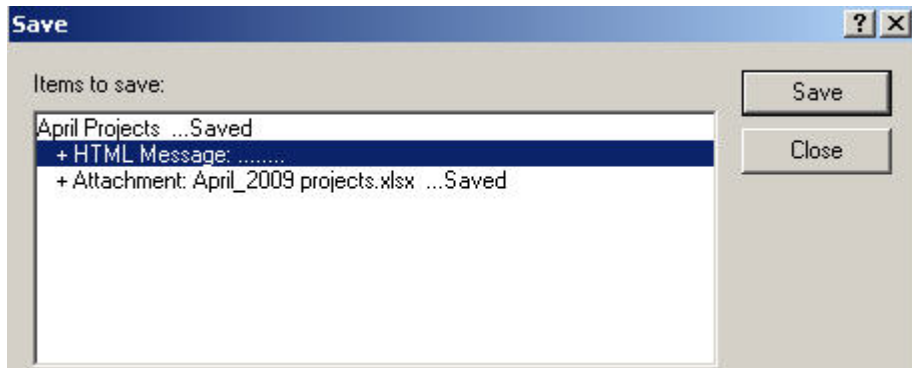 Save
Items to save:
April Projects ...Saved
+ HTML Message: ........
+ Attachment: April_2009 projects.xlsx ...Saved
Save
Close